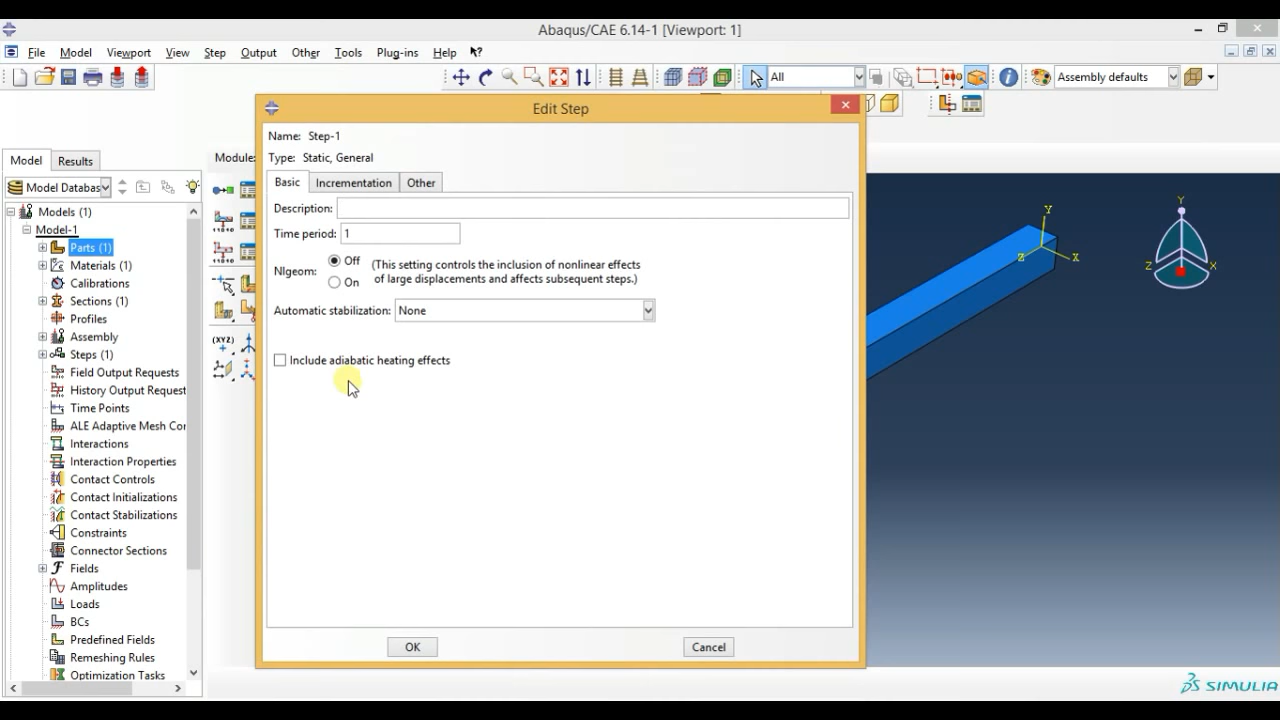 Abaqus/CAE 6.14-1 [Viewport: 1]
File Model Viewport View Step Output Other Tools Plug-ins Help
All
Assembly defaults
Edit Step
Name: Step-1
Type: Static, General
Model Results
Module:
Basic Incrementation Other
Model Databas
Description:
Models (1)
Model-1
Time period: 1
Parts (1)
Nlgeom:
Off
On
(This setting controls the inclusion of nonlinear effects
of large displacements and affects subsequent steps.)
Materials (1)
Calibrations
Sections (1)
Automatic stabilization: None
Profiles
Assembly
Steps (1)
Include adiabatic heating effects
Field Output Requests
History Output Request
Time Points
ALE Adaptive Mesh Cor
Interactions
Interaction Properties
Contact Controls
Contact Initializations
Contact Stabilizations
Constraints
Connector Sections
Fields
Amplitudes
Loads
BCs
Predefined Fields
Remeshing Rules
Optimization Tasks
OK Cancel
(XYZ)
Y
Z
X
Y
Z
X
SIMULIA